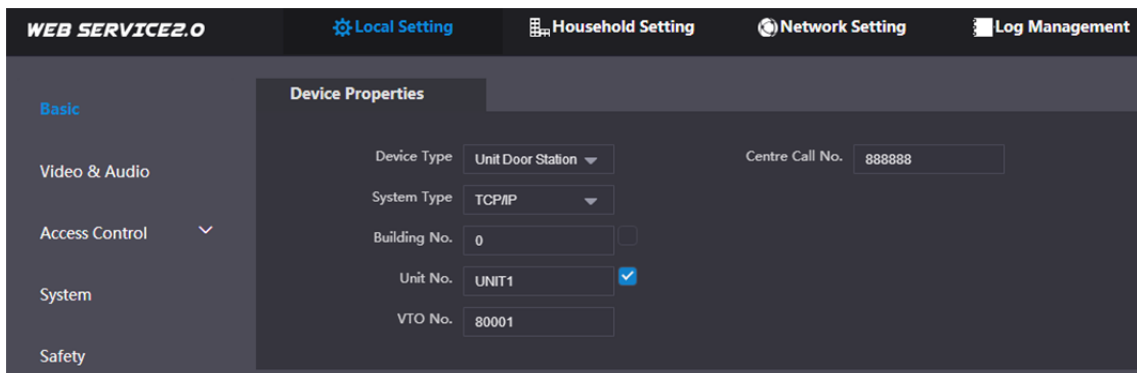 WEB SERVICE2.0 Local Setting Household Setting Network Setting Log Management
Device Properties
Basic
Device Type Unit Door Station Centre Call No. 888888
Video & Audio
System Type TCP/IP
Access Control
Building No. 0
Unit No. UNIT1
System
VTO No. 80001
Safety